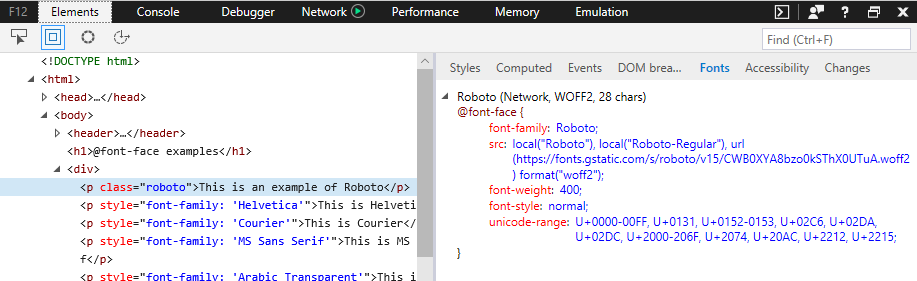 F12 Elements Console Debugger Network Performance Memory Emulation
Find (Ctrl+F)
<!DOCTYPE html>
<html>
<head>…</head>
<body>
<header>…</header>
<h1>@font-face examples</h1>
<div>
<p class="roboto">This is an example of Roboto</p>
<p style="font-family: 'Helvetica'">This is Helveti
<p style="font-family: 'Courier'">This is Courier</
<p style="font-family: 'MS Sans Serif'">This is MS
f</p>
<p style="font-family: 'Arabic Transparent'">This i
Styles Computed Events DOM brea... Fonts Accessibility Changes
Roboto (Network, WOFF2, 28 chars)
@font-face {
font-family: Roboto;
src: local("Roboto"), local("Roboto-Regular"), url
(https://fonts.gstatic.com/s/roboto/v15/CWB0XYA8bzo0kSThX0UTuA.woff2
) format("woff2");
font-weight: 400;
font-style: normal;
unicode-range: U+0000-00FF, U+0131, U+0152-0153, U+02C6, U+02DA,
U+02DC, U+2000-206F, U+2074, U+20AC, U+2212, U+2215;
}